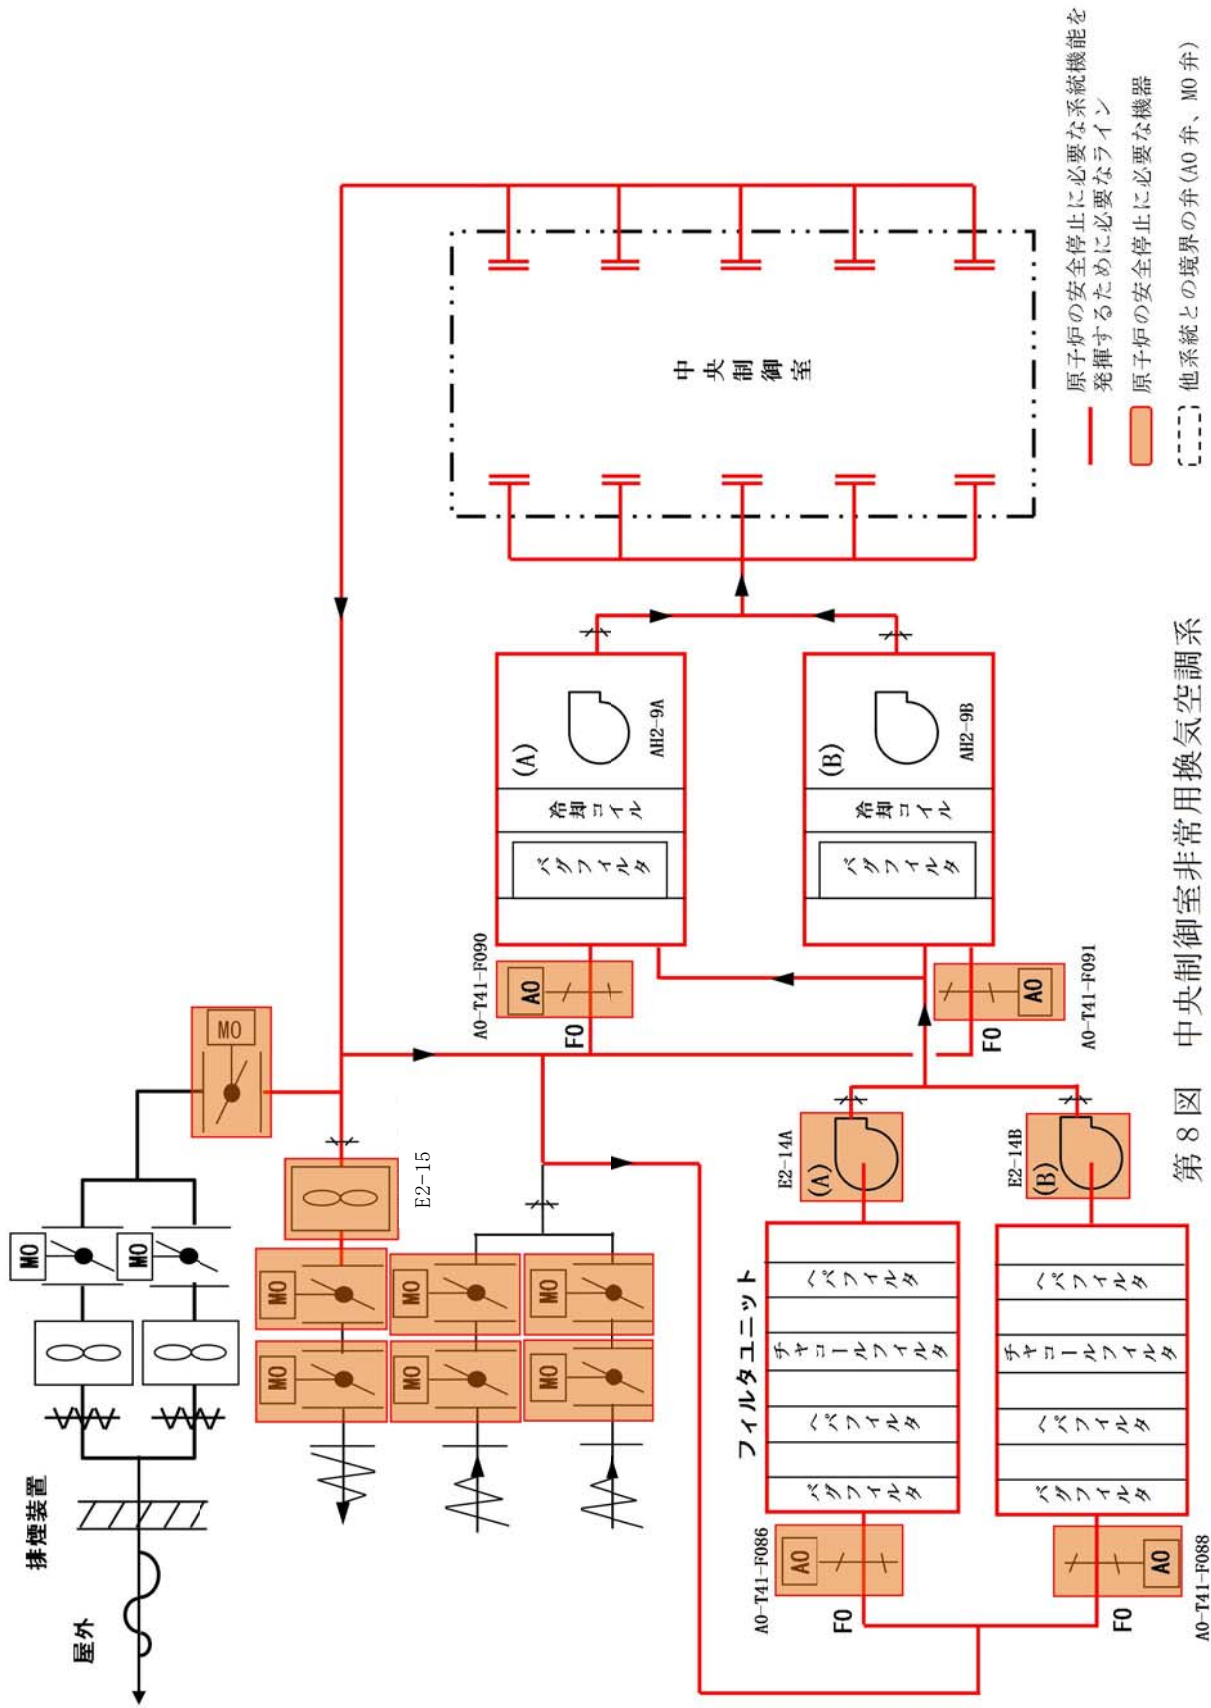 排煙装置
屋外
MO
MO
MO
MO
MO
MO
MO
MO
MO
E2-15
中央制御室
AO-T41-F090
AO
FO
バグフィルタ
冷却コイル
(A)
AH2-9A
バグフィルタ
冷却コイル
(B)
AH2-9B
AO
FO
AO-T41-F091
フィルタユニット
AO-T41-F086
AO
FO
バグフィルタ
ヘパフィルタ
チャコールフィルタ
ヘパフィルタ
E2-14A
(A)
AO
FO
AO-T41-F088
バグフィルタ
ヘパフィルタ
チャコールフィルタ
ヘパフィルタ
E2-14B
(B)
原子炉の安全停止に必要な系統機能を
発揮するために必要なライン
原子炉の安全停止に必要な機器
他系統との境界の弁(AO弁、MO弁)
第8図 中央制御室非常用換気空調系